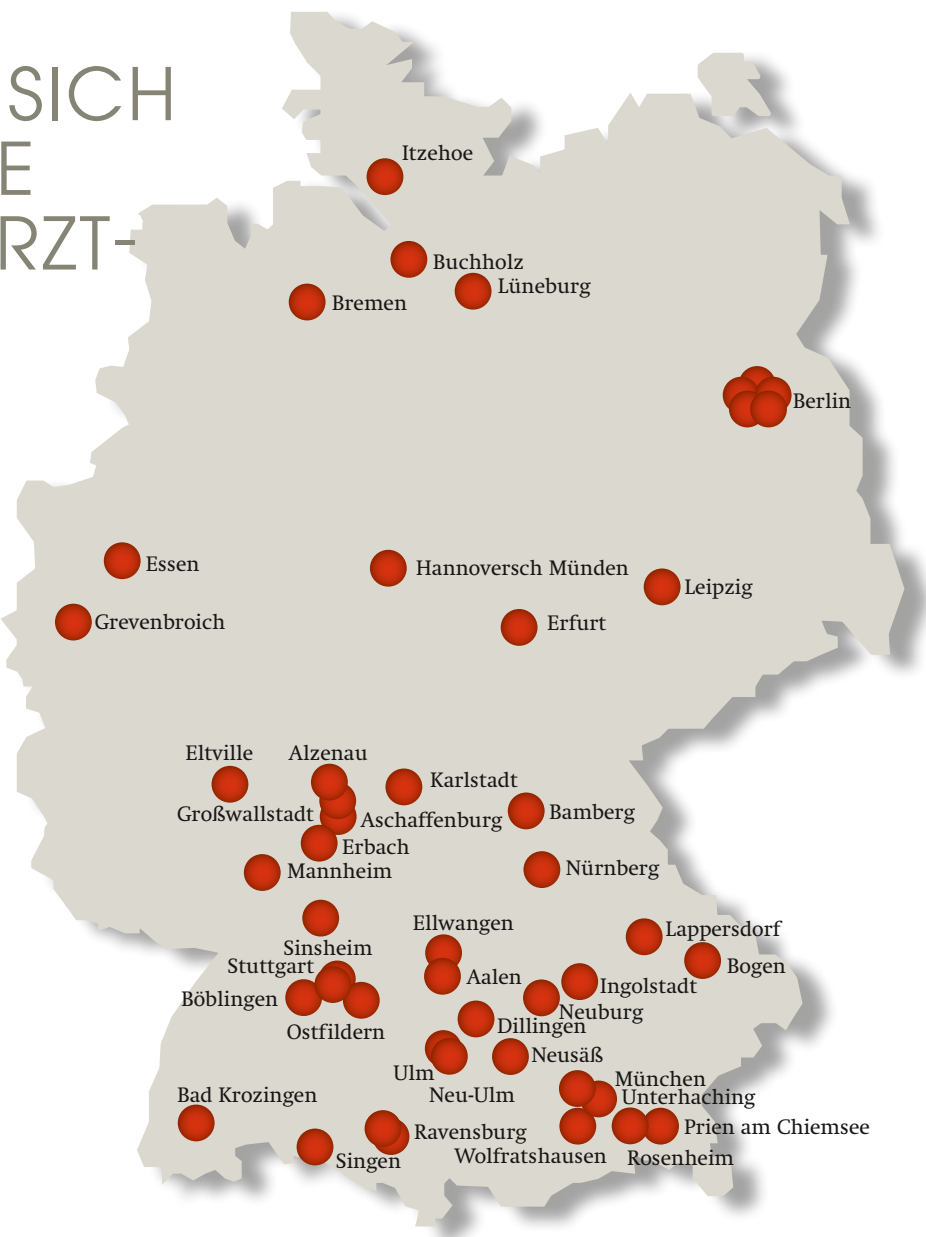 SICH
E
RZT-
Itzehoe
Buchholz
Lüneburg
Bremen
Berlin
Essen
Hannoversch Münden
Leipzig
Grevenbroich
Erfurt
Eltville
Alzenau
Karlstadt
Großwallstadt
Aschaffenburg
Bamberg
Erbach
Mannheim
Nürnberg
Ellwangen
Lappersdorf
Sinsheim
Stuttgart
Bogen
Aalen
Ingolstadt
Böblingen
Neuburg
Dillingen
Ostfildern
Neusäß
Ulm
München
Neu-Ulm
Unterhaching
Bad Krozingen
Prien am Chiemsee
Ravensburg
Wolfratshausen
Rosenheim
Singen